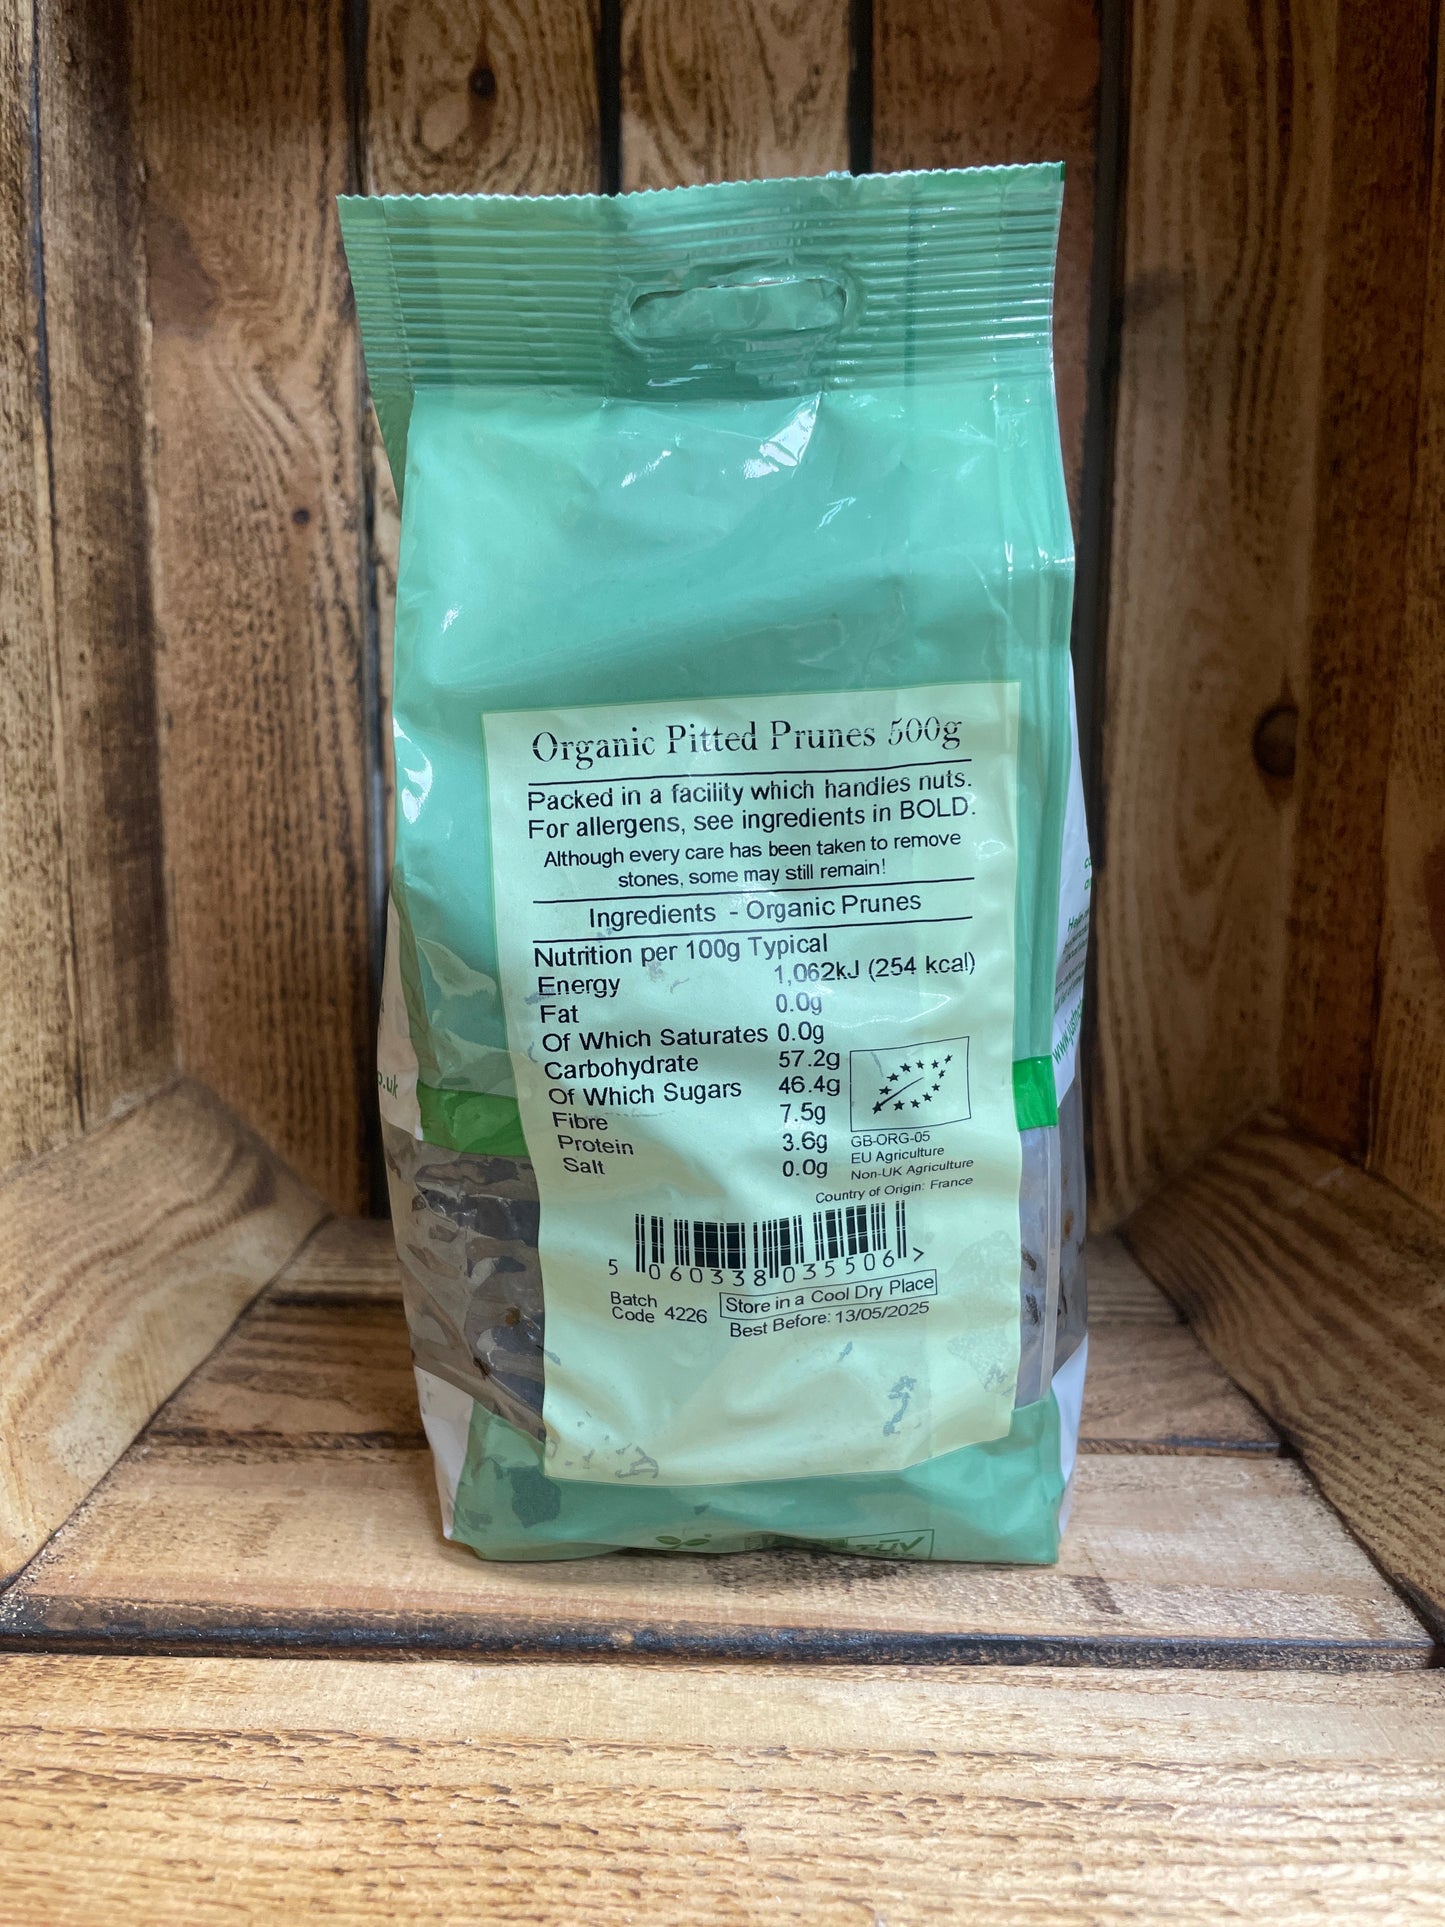 Organic Pitted Prunes 500g
Packed in a facility which handles nuts.
For allergens, see ingredients in BOLD.
Although every care has been taken to remove
stones, some may still remain!
Ingredients - Organic Prunes
Nutrition per 100g Typical
Energy 1,062kJ (254 kcal)
Fat 0.0g
Of Which Saturates 0.0g
Carbohydrate 57.2g
Of Which Sugars 46.4g
Fibre 7.5g
Protein 3.6g
Salt 0.0g
GB-ORG-05
EU Agriculture
Non-UK Agriculture
Country of Origin: France
5 060338 035506 >
Batch
Code 4226
Store in a Cool Dry Place
Best Before: 13/05/2025